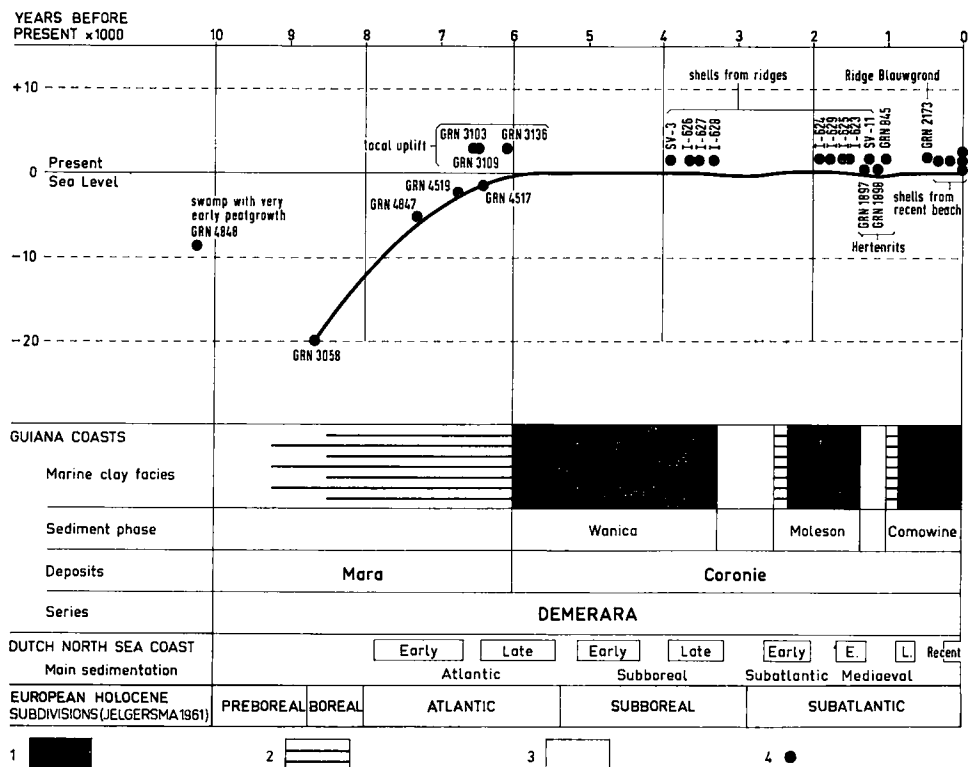 YEARS BEFORE
PRESENT ×1000
10 9 8 7 6 5 4 3 2 1 0
+10
shells from ridges
Ridge Blauwgrond
local uplift
GRN 3103 GRN 3136
GRN 3109
SV-3
I-626
I-627
I-628
I-624
I-629
I-625
I-623
SV-11
GRN 845
GRN 2173
Present
Sea Level
0
GRN 4519
GRN 4517
GRN 4847
swamp with very
early peatgrowth
GRN 4848
GRN 1897
GRN 1898
Hertenrits
shells from
recent beach
-10
-20
GRN 3058
GUIANA COASTS
Marine clay facies
Sediment phase Wanica Moleson Comowine
Deposits Mara Coronie
Series DEMERARA
DUTCH NORTH SEA COAST
Main sedimentation
Early Late Early Late Early E. L. Recent
Atlantic Subboreal Subatlantic Mediaeval
EUROPEAN HOLOCENE
SUBDIVISIONS (JELGERSMA 1961)
PREBOREAL BOREAL ATLANTIC SUBBOREAL SUBATLANTIC
1 2 3 4